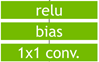 relu
bias
1x1 conv.